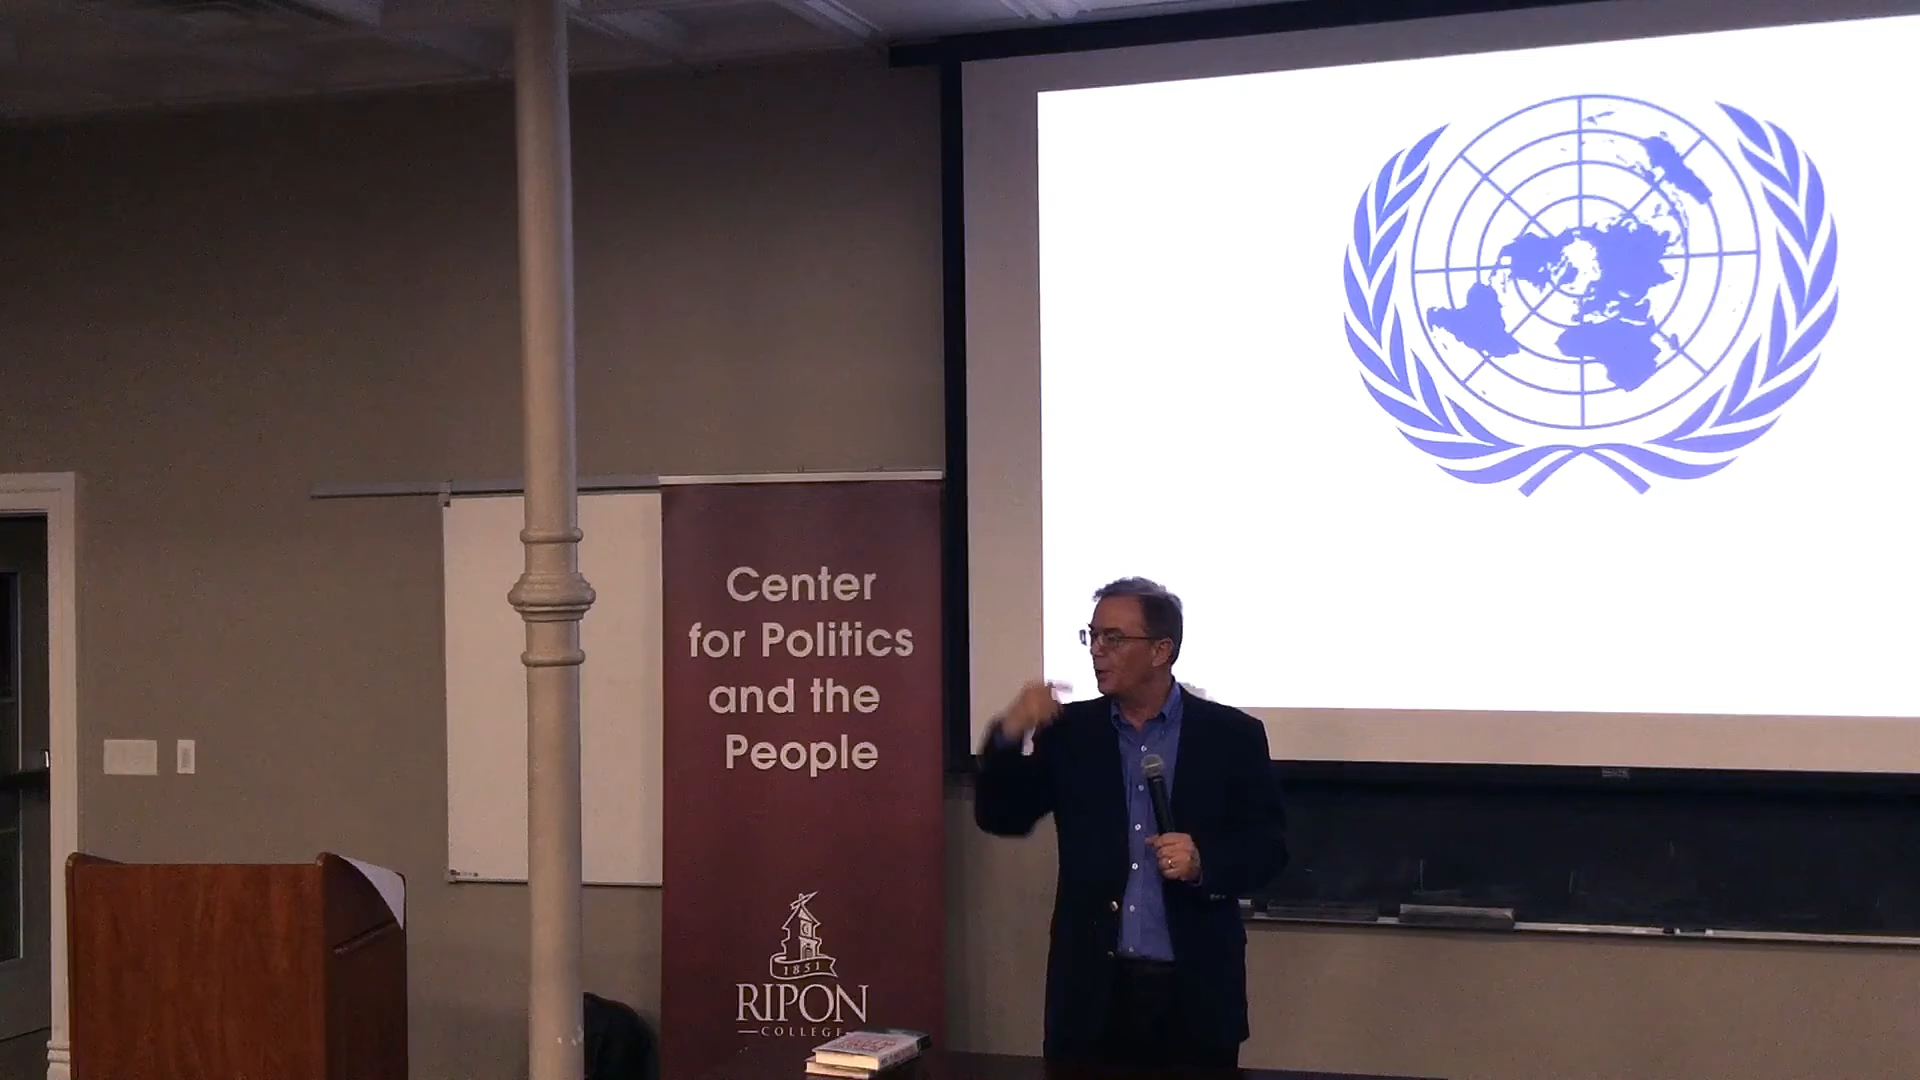 Center
for Politics
and the
People
1851
RIPON
COLLEGE